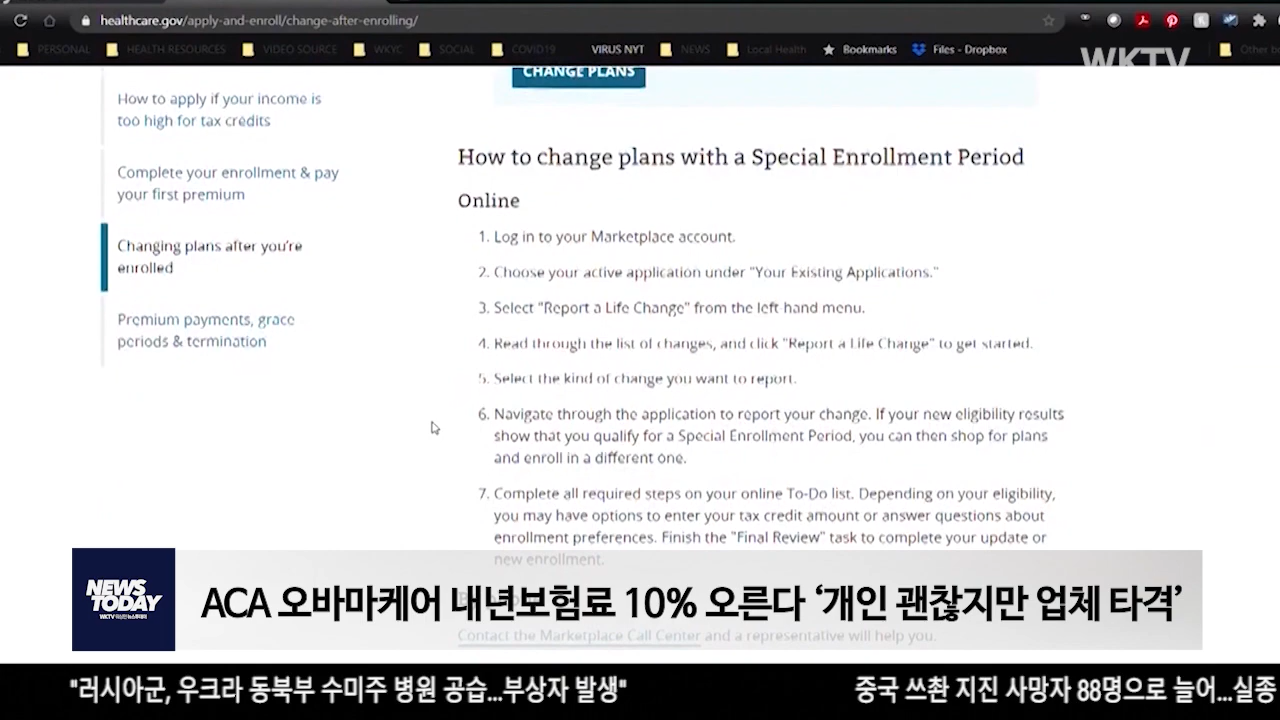 healthcare.gov/apply-and-enroll/change-after-enrolling/
PERSONAL HEALTH RESOURCES VIDEO SOURCE WKYC SOCIAL COVID19 VIRUS NYT NEWS Local Health Bookmarks Files - Dropbox Other b
WKTV
CHANGE PLANS
How to apply if your income is
too high for tax credits
Complete your enrollment & pay
your first premium
Changing plans after you're
enrolled
Premium payments, grace
periods & termination
How to change plans with a Special Enrollment Period
Online
1. Log in to your Marketplace account.
2. Choose your active application under "Your Existing Applications."
3. Select "Report a Life Change" from the left hand menu.
4. Read through the list of changes, and click "Report a Life Change" to get started.
5. Select the kind of change you want to report.
6. Navigate through the application to report your change. If your new eligibility results
show that you qualify for a Special Enrollment Period, you can then shop for plans
and enroll in a different one.
7. Complete all required steps on your online To-Do list. Depending on your eligibility,
you may have options to enter your tax credit amount or answer questions about
enrollment preferences. Finish the "Final Review" task to complete your update or
new enrollment.
Contact the Marketplace Call Center and a representative will help you.
NEWS
TODAY
WKTV 위싱턴 뉴스투데이
ACA 오바마케어 내년보험료 10% 오른다 ‘개인 괜찮지만 업체 타격’
"러시아군, 우크라 동북부 수미주 병원 공습...부상자 발생"
중국 쓰촨 지진 사망자 88명으로 늘어...실종